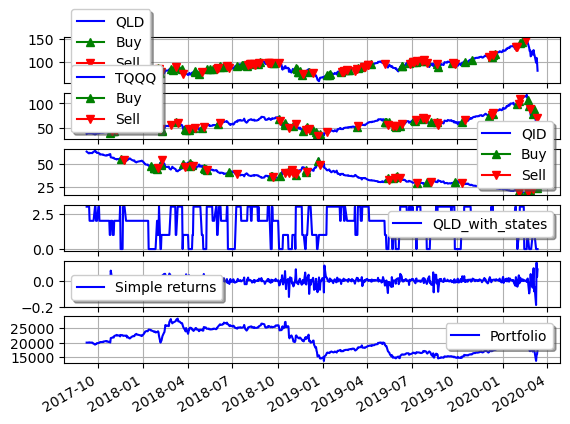 QLD
Buy
Sell
150
100
TQQQ
Buy
Sell
100
50
QID
Buy
Sell
50
25
QLD_with_states
2.5
0.0
Simple returns
0.0
−0.2
Portfolio
25000
20000
15000
2017-10
2018-01
2018-04
2018-07
2018-10
2019-01
2019-04
2019-07
2019-10
2020-01
2020-04